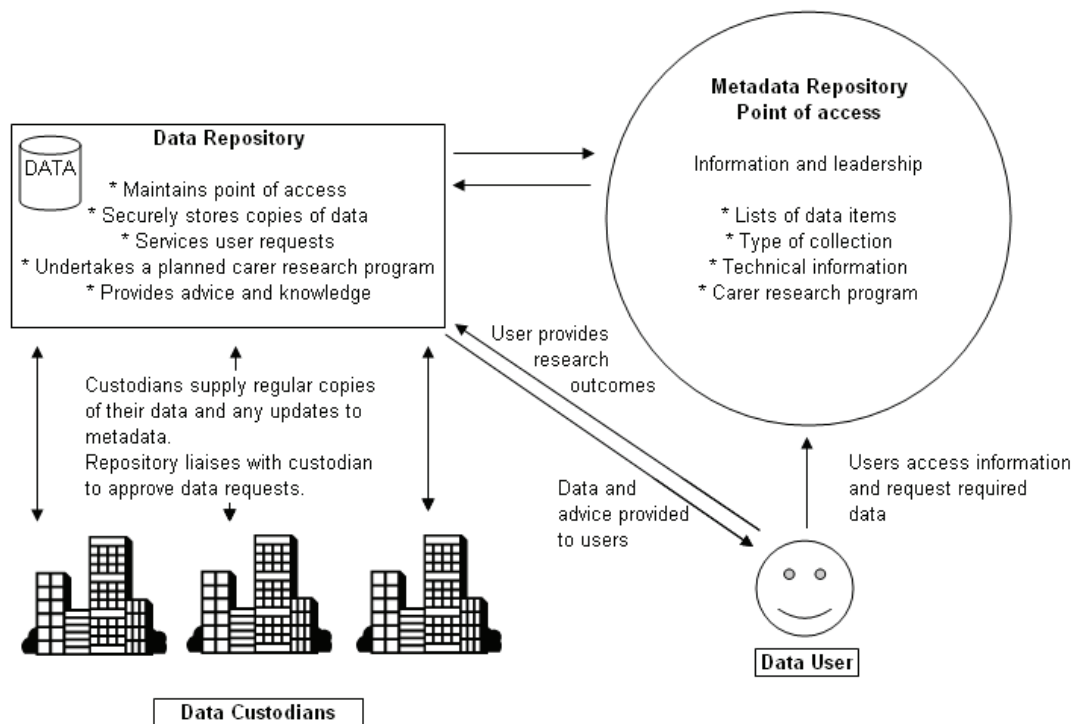 Metadata Repository
Point of access
Information and leadership
* Lists of data items
* Type of collection
* Technical information
* Carer research program
Data Repository
DATA
* Maintains point of access
* Securely stores copies of data
* Services user requests
* Undertakes a planned carer research program
* Provides advice and knowledge
User provides
research
outcomes
Custodians supply regular copies
of their data and any updates to
metadata.
Repository liaises with custodian
to approve data requests.
Data and
advice provided
to users
Users access information
and request required
data
Data User
Data Custodians